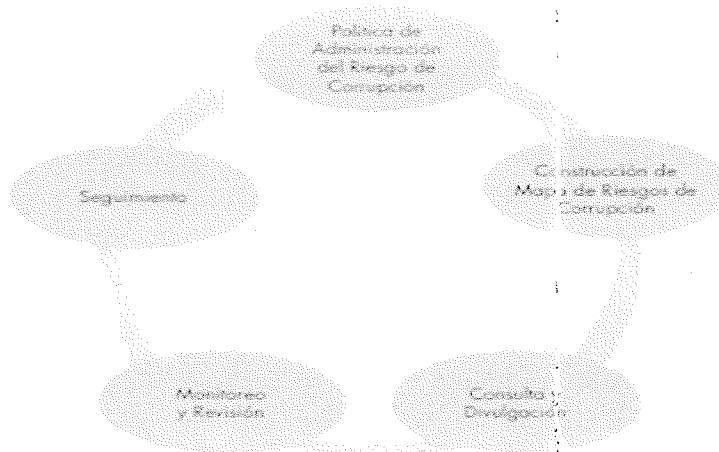 Política de
Administración
del Riesgo de
Corrupción
Construcción de
Mapa de Riesgos de
Corrupción
Consulta y
Divulgación
Monitoreo
y Revisión
Seguimiento